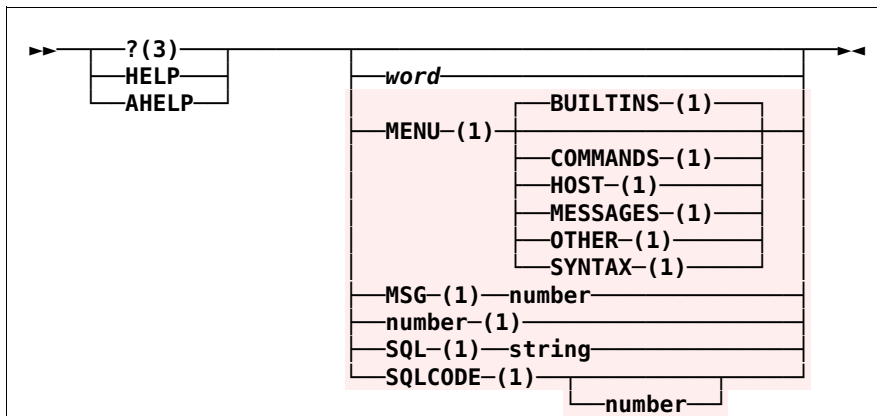 ?(3)
HELP word
AHELP
BUILTINS (1)
MENU (1)
COMMANDS (1)
HOST (1)
MESSAGES (1)
OTHER (1)
SYNTAX (1)
MSG (1) number
number (1)
SQL (1) string
SQLCODE (1)
number